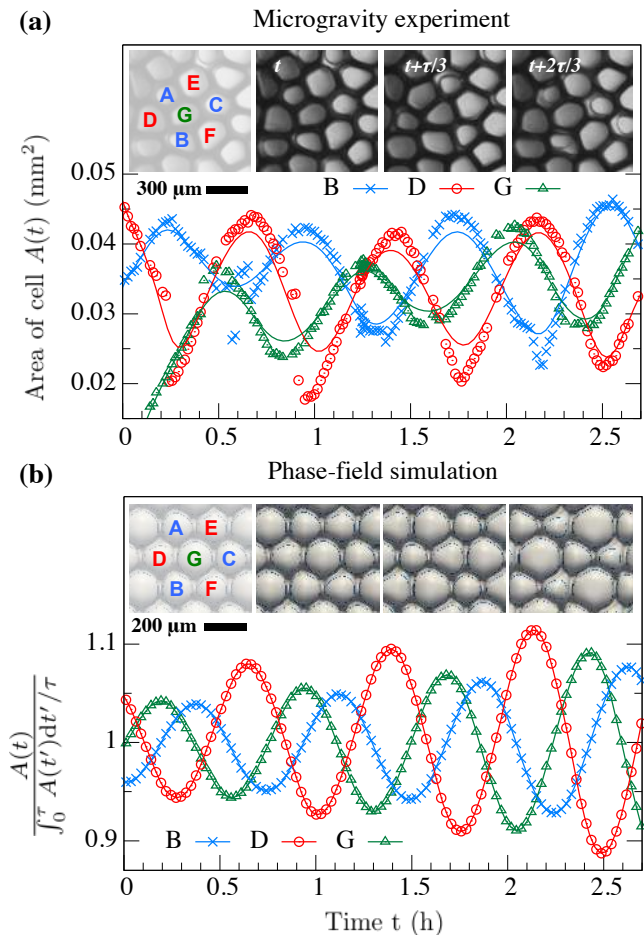 (a) Microgravity experiment
t t+τ/3 t+2τ/3
E
A C
G
D
B F
300 μm B D G
0.05
0.04
0.03
0.02
Area of cell A(t) (mm²)
0 0.5 1 1.5 2 2.5
(b) Phase-field simulation
A E
D G C
B F
200 μm
1.1
1
0.9
A(t)
∫₀^τ A(t′)dt′/τ
B D G
0 0.5 1 1.5 2 2.5
Time t (h)